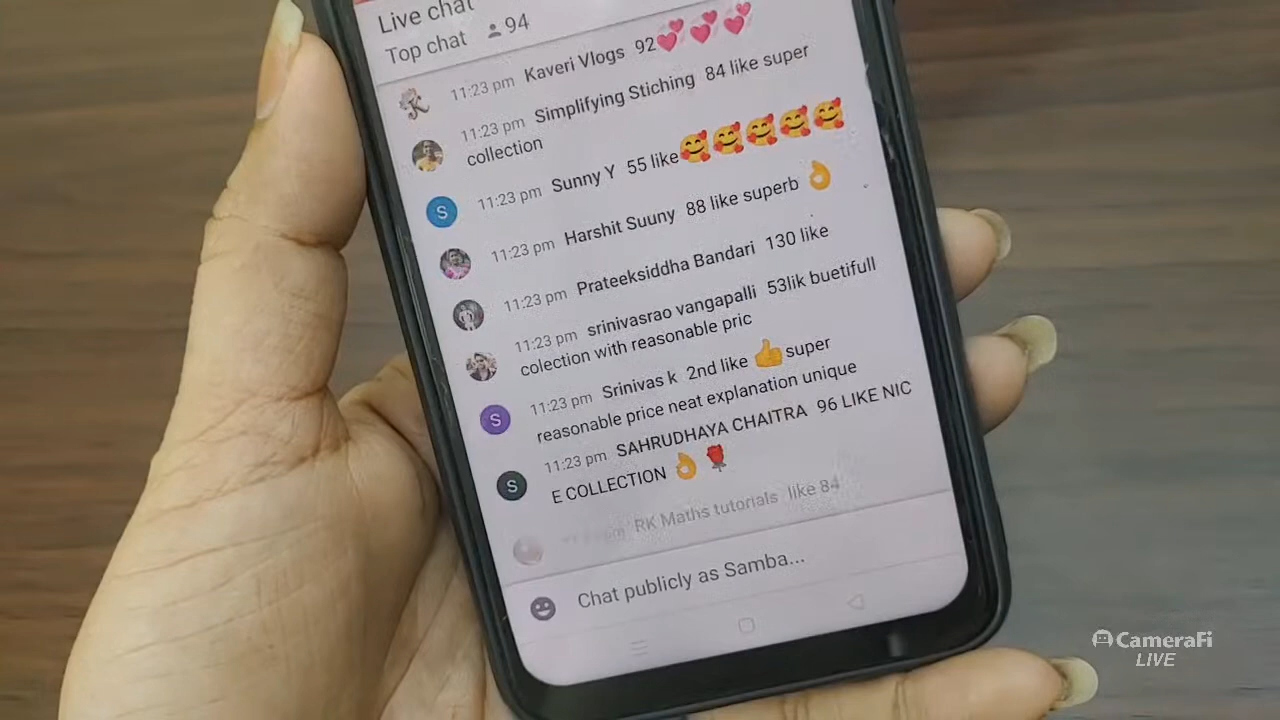 Live chat
Top chat 94
11:23 pm Kaveri Vlogs 92💕💕💕
11:23 pm Simplifying Stiching 84 like super
collection
11:23 pm Sunny Y 55 like🥰🥰🥰🥰🥰
11:23 pm Harshit Suuny 88 like superb 👌
11:23 pm Prateeksiddha Bandari 130 like
11:23 pm srinivasrao vangapalli 53lik buetifull
colection with reasonable pric
11:23 pm Srinivas k 2nd like 👍super
reasonable price neat explanation unique
11:23 pm SAHRUDHAYA CHAITRA 96 LIKE NIC
E COLLECTION 👌🌹
RK Maths tutorials like 84
Chat publicly as Samba...
CameraFi
LIVE